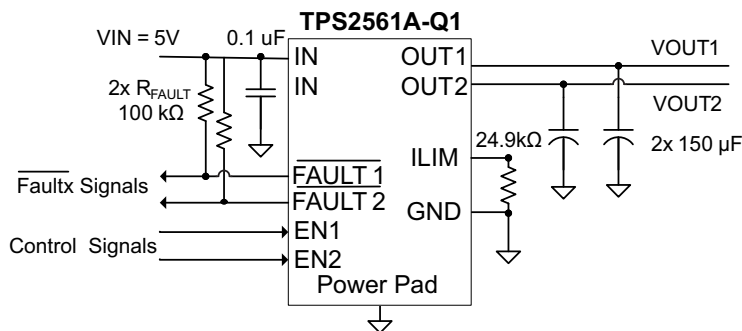 TPS2561A-Q1
VIN = 5V
0.1 uF
IN
IN
OUT1
OUT2
VOUT1
VOUT2
2x RFAULT
100 kΩ
24.9kΩ
2x 150 µF
ILIM
GND
Faultx Signals
FAULT 1
FAULT 2
Control Signals
EN1
EN2
Power Pad